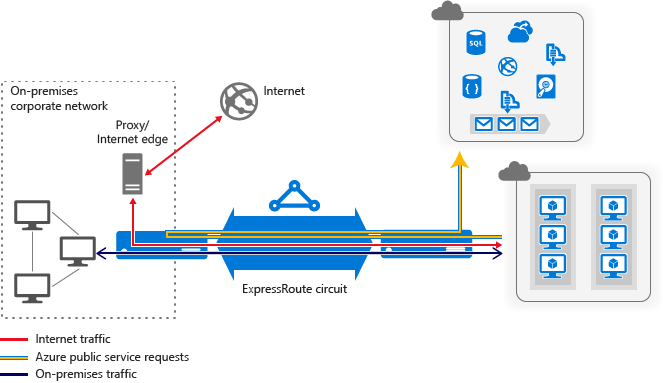 On-premises
corporate network
Proxy/
Internet edge
Internet
SQL
{ }
ExpressRoute circuit
Internet traffic
Azure public service requests
On-premises traffic